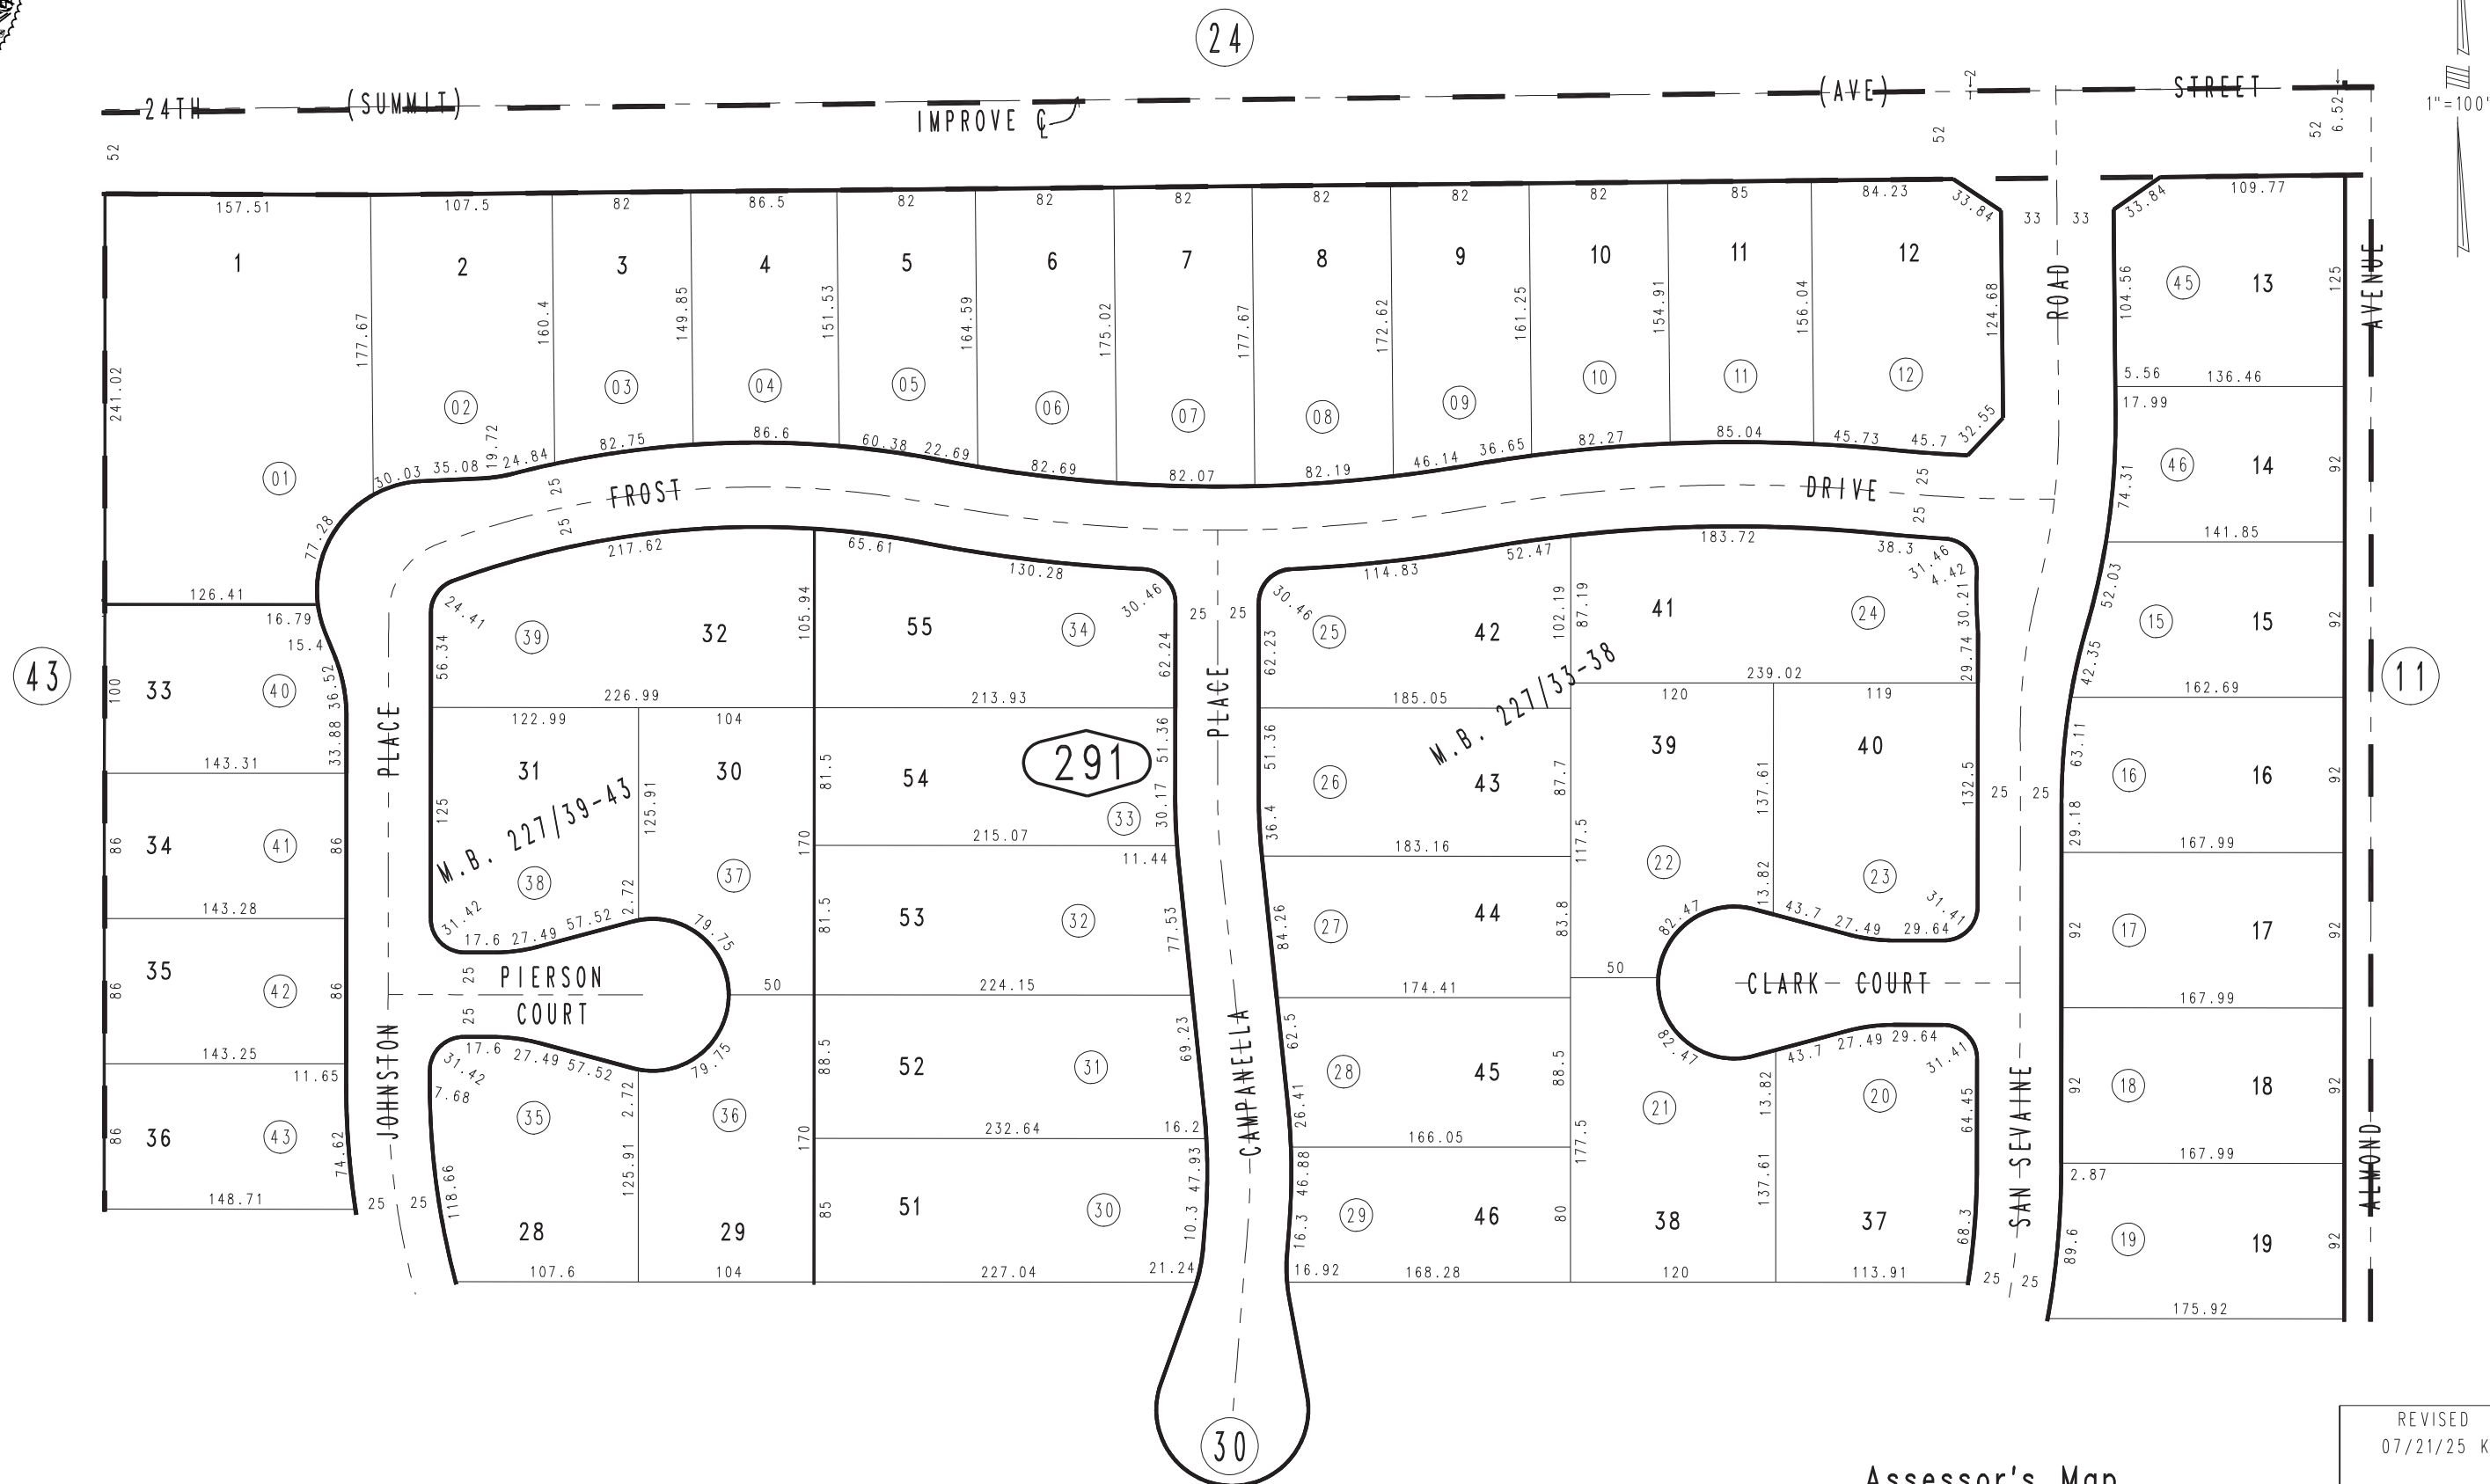 24
24TH (SUMMIT) IMPROVE ℄ (AVE) STREET
2
52
52
52
6.52
1"=100'
157.51 107.5 82 86.5 82 82 82 82 82 82 85 84.23 33.84 33 33 33.84 109.77
1 2 3 4 5 6 7 8 9 10 11 12 45 13
241.02 177.67 160.4 149.85 151.53 164.59 175.02 177.67 172.62 161.25 154.91 156.04 124.68 104.56 125
ROAD
AVENUE
01 02 03 04 05 06 07 08 09 10 11 12
5.56 136.46
17.99
77.28 30.03 35.08 19.72 24.84 82.75 86.6 60.38 22.69 82.69 82.07 82.19 46.14 36.65 82.27 85.04 45.73 45.7 32.55
46 14
74.31 92
FROST DRIVE
25 25 25 25
141.85
217.62 65.61 130.28 30.46 25 25 30.46 114.83 52.47 183.72 38.3 31.46 4.42
126.41
16.79
15.4
24.41
56.34 39 32 105.94 55 34 62.24 62.23 25 42 102.19 87.19 41 24 30.21 29.74
52.03 15 15 92
42.35
43
100 33 40 36.52 33.88
226.99 213.93 185.05 239.02 162.69
122.99 104 120 119
11
PLACE
PLACE
M.B. 227/33-38
31 30 81.5 54 291 51.36 51.36 26 43 87.7 39 40
125 125.91 137.61 132.5 25 25
63.11 16 16 92
29.18
143.31
M.B. 227/39-43
33 30.17 36.4
215.07 183.16 167.99
11.44
86 34 41 86
38 2.72 37 170 117.5 22 13.82 23
143.28
31.42 17.6 27.49 57.52 79.75
81.5 53 32 77.53 84.26 27 44 83.8
82.47 43.7 27.49 29.64 31.41
92 17 17 92
86 35 42 86
25 PIERSON
COURT
25
50 224.15 174.41 50 CLARK COURT
167.99
143.25
11.65
17.6 27.49 57.52 79.75
31.42
7.68
88.5 52 31 69.23 62.5 28 45 88.5
82.47 43.7 27.49 29.64 31.41
92 18 18 92
JOHNSTON
CAMPANELLA
SAN SEVAINE
ALMOND
86 36 43 74.62
35 2.72 36 170 232.64 16.2 26.41 166.05 177.5 21 13.82 20 64.45
167.99
2.87
148.71
25 25 118.66 125.91
28 29 85 51 30 47.93 10.3 46.88 16.3 29 46 80 38 137.61 37 68.3
89.6 19 19 92
107.6 104 227.04 21.24 16.92 168.28 120 113.91 25 25
175.92
30
REVISED
07/21/25 K
Assessor's Map